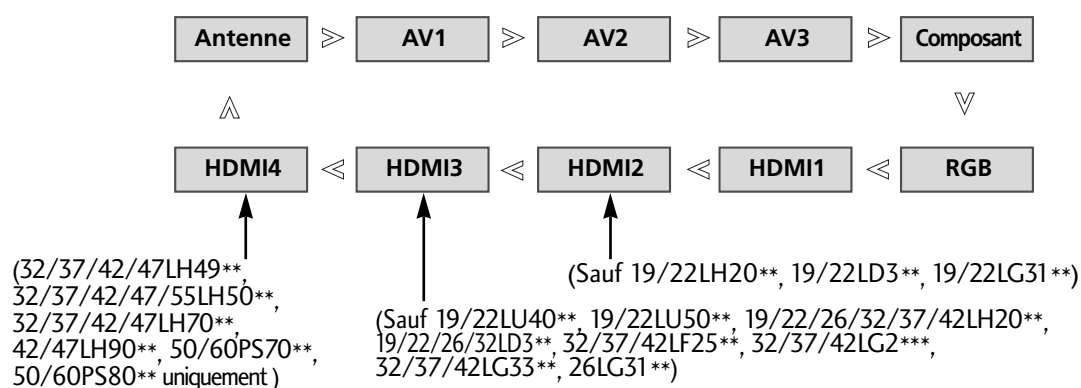 Antenne AV1 AV2 AV3 Composant
HDMI4 HDMI3 HDMI2 HDMI1 RGB
(32/37/42/47LH49**,
32/37/42/47/55LH50**,
32/37/42/47LH70**,
42/47LH90**, 50/60PS70**,
50/60PS80** uniquement )
(Sauf 19/22LU40**, 19/22LU50**, 19/22/26/32/37/42LH20**,
19/22/26/32LD3**, 32/37/42LF25**, 32/37/42LG2***,
32/37/42LG33**, 26LG31**)
(Sauf 19/22LH20**, 19/22LD3**, 19/22LG31**)